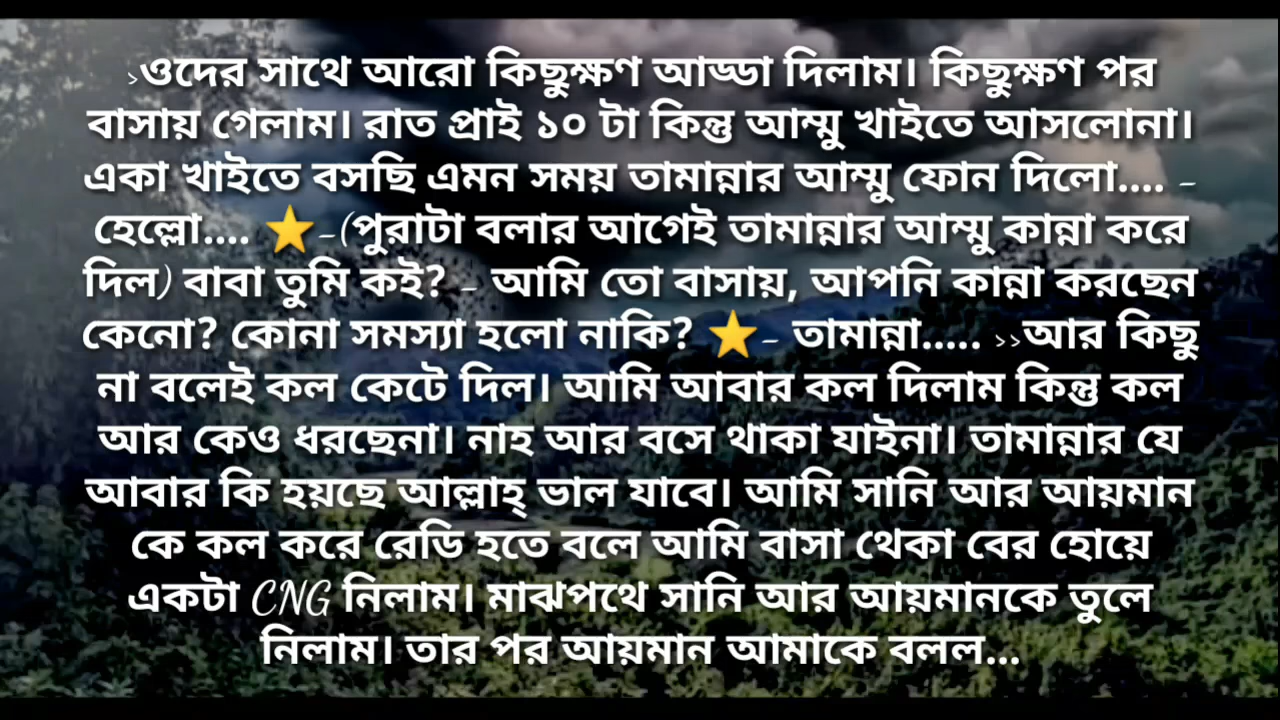 >ওদের সাথে আরো কিছুক্ষণ আড্ডা দিলাম। কিছুক্ষণ পর
বাসায় গেলাম। রাত প্রাই ১০ টা কিন্তু আম্মু খাইতে আসলোনা।
একা খাইতে বসছি এমন সময় তামান্নার আম্মু ফোন দিলো.... -
হেল্লো.... ⭐-(পুরাটা বলার আগেই তামান্নার আম্মু কান্না করে
দিল) বাবা তুমি কই? - আমি তো বাসায়, আপনি কান্না করছেন
কেনো? কোনা সমস্যা হলো নাকি? ⭐- তামান্না..... >>আর কিছু
না বলেই কল কেটে দিল। আমি আবার কল দিলাম কিন্তু কল
আর কেও ধরছেনা। নাহ আর বসে থাকা যাইনা। তামান্নার যে
আবার কি হয়ছে আল্লাহ্ ভাল যাবে। আমি সানি আর আয়মান
কে কল করে রেডি হতে বলে আমি বাসা থেকা বের হোয়ে
একটা CNG নিলাম। মাঝপথে সানি আর আয়মানকে তুলে
নিলাম। তার পর আয়মান আমাকে বলল...